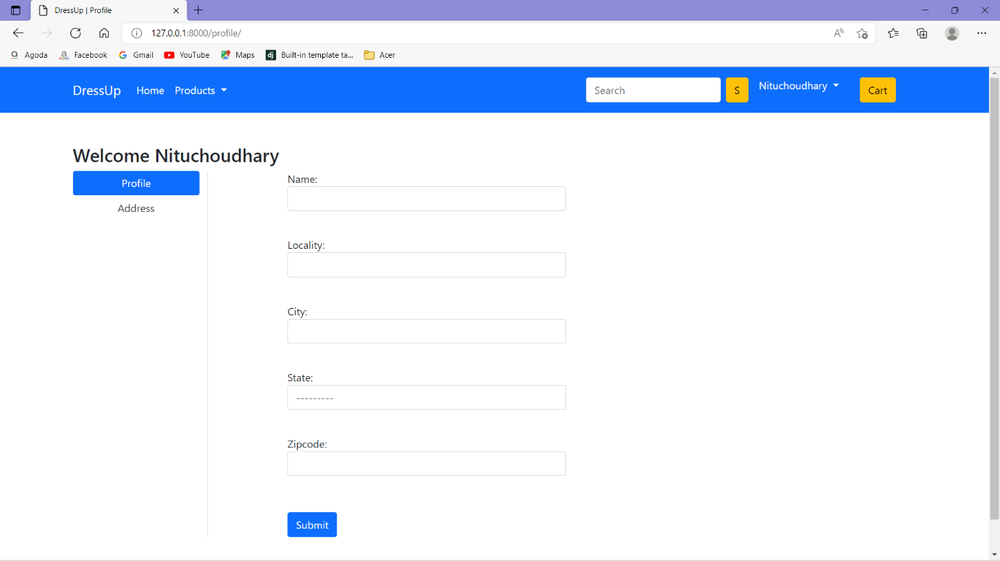 DressUp | Profile
127.0.0.1:8000/profile/
Agoda Facebook Gmail YouTube Maps dj Built-in template ta... Acer
DressUp Home Products Search S Nituchoudhary Cart
Welcome Nituchoudhary
Profile
Address
Name:
Locality:
City:
State:
---------
Zipcode:
Submit